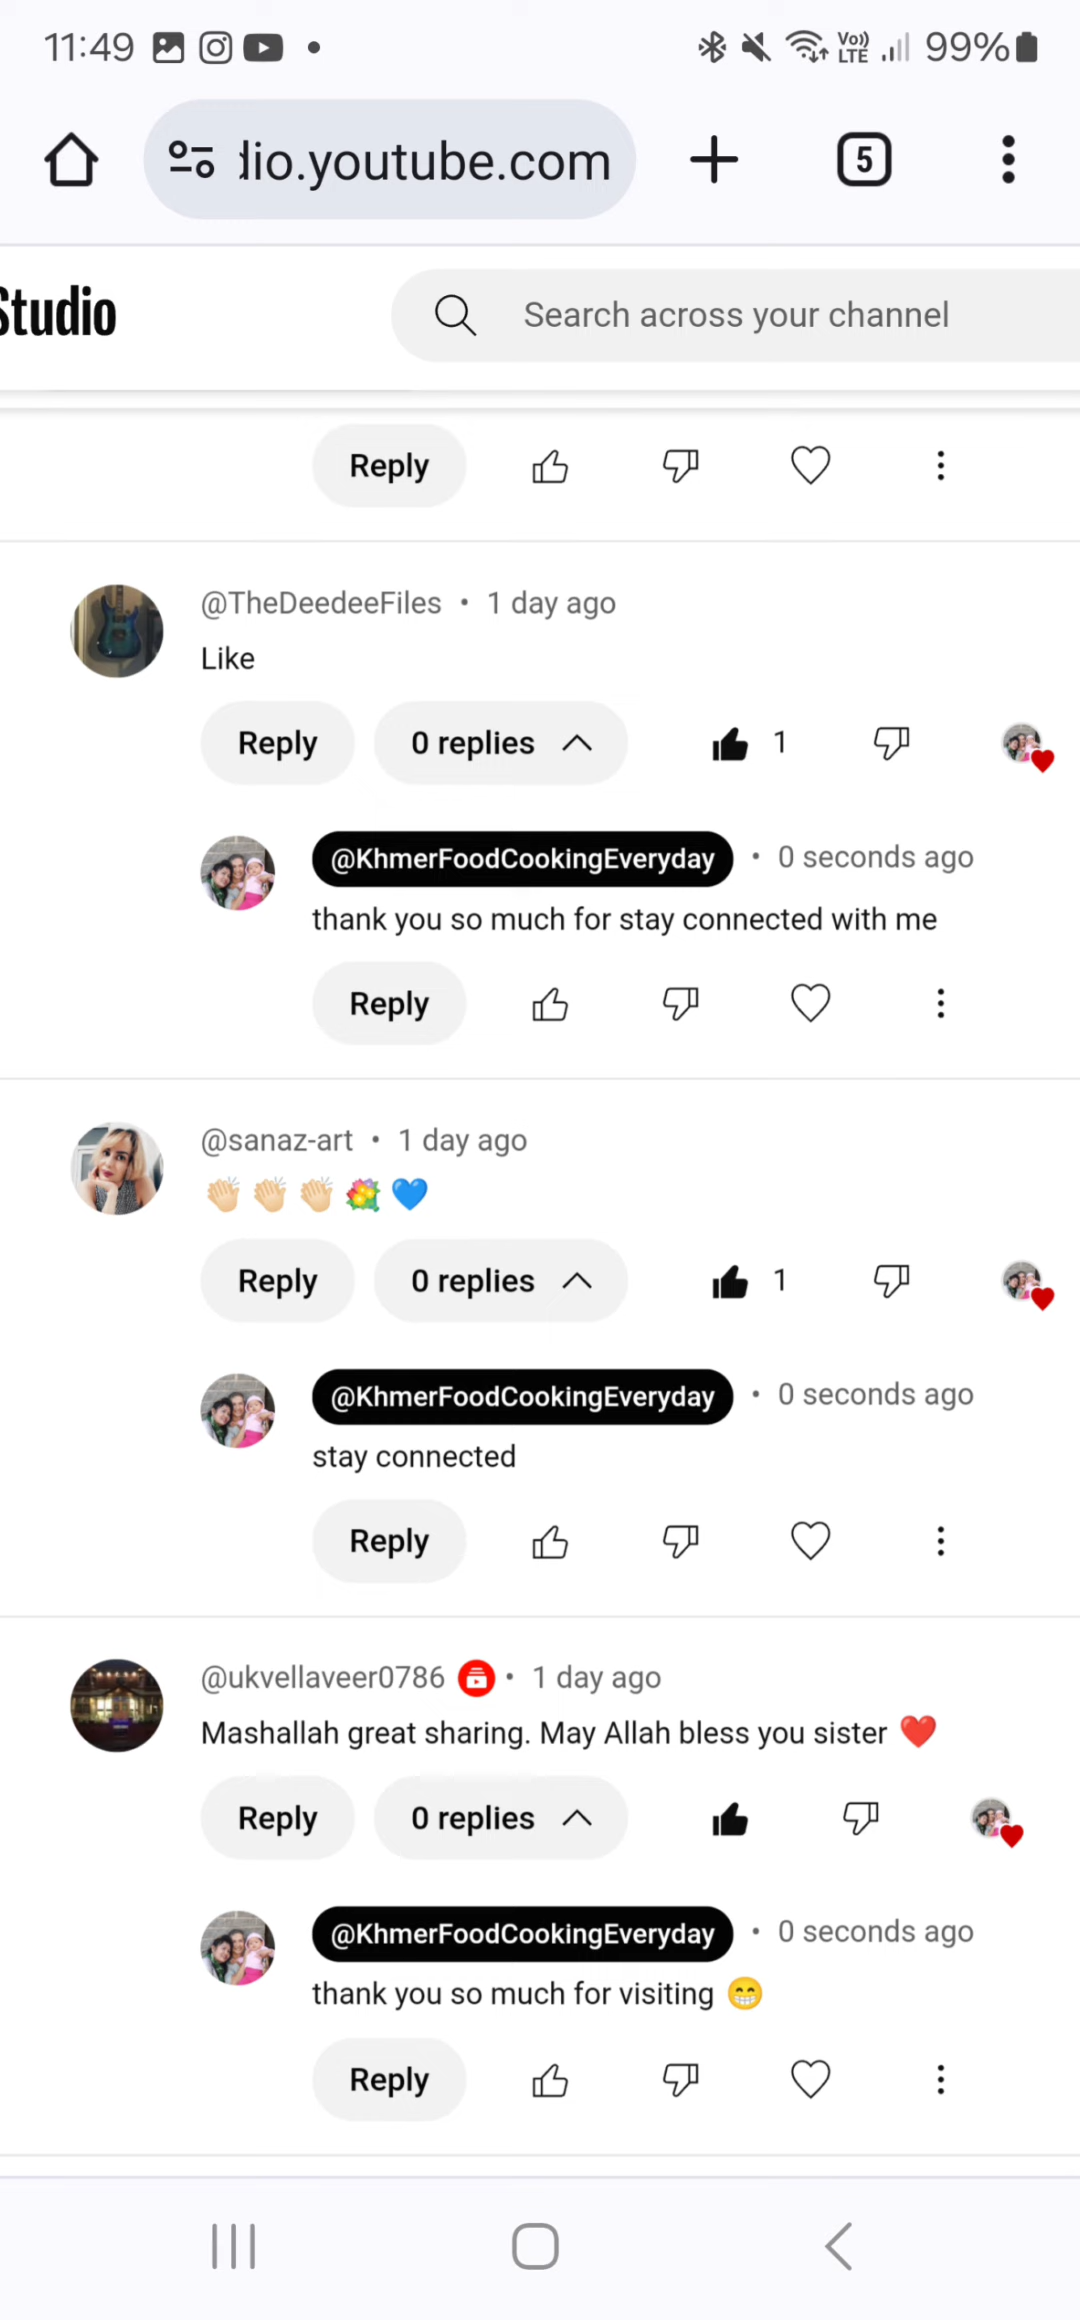 11:49 Vo)) LTE 99%
dio.youtube.com 5
Studio Search across your channel
Reply
@TheDeedeeFiles • 1 day ago
Like
Reply 0 replies 1
@KhmerFoodCookingEveryday • 0 seconds ago
thank you so much for stay connected with me
Reply
@sanaz-art • 1 day ago
👏🏻 👏🏻 👏🏻 💐 💙
Reply 0 replies 1
@KhmerFoodCookingEveryday • 0 seconds ago
stay connected
Reply
@ukvellaveer0786 • 1 day ago
Mashallah great sharing. May Allah bless you sister ❤️
Reply 0 replies
@KhmerFoodCookingEveryday • 0 seconds ago
thank you so much for visiting 😁
Reply